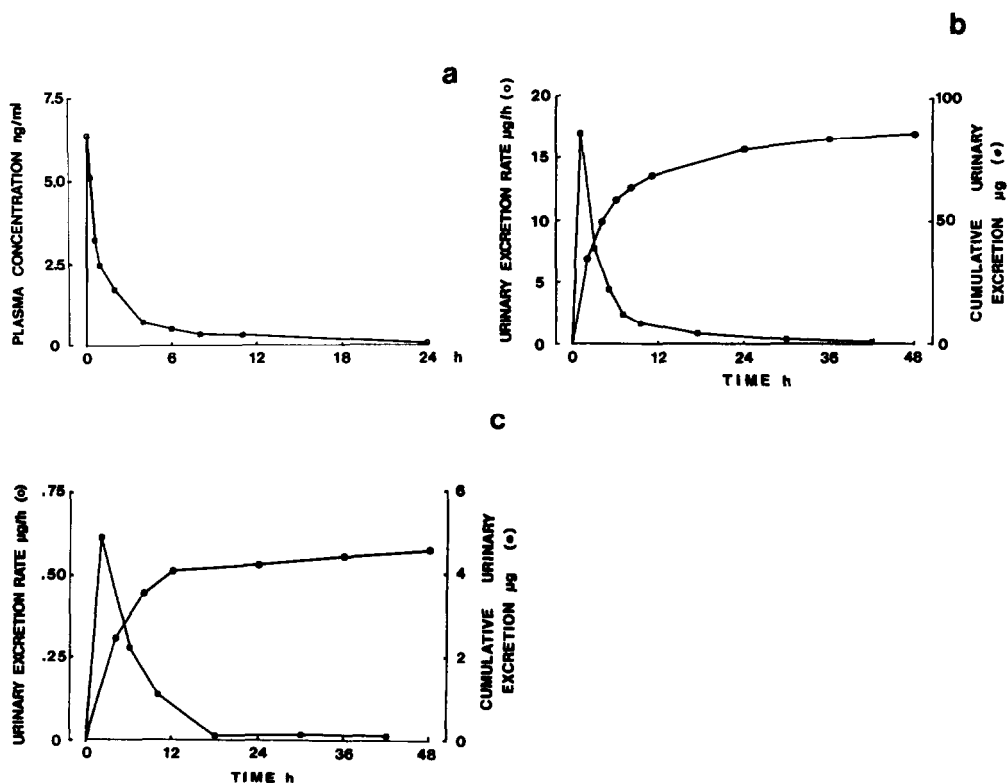 a
PLASMA CONCENTRATION ng/ml
7.5
5.0
2.5
0
0 6 12 18 24 h
b
URINARY EXCRETION RATE µg/h (o)
20
15
10
5
0
100
50
0
CUMULATIVE URINARY
EXCRETION µg (●)
0 12 24 36 48
TIME h
c
URINARY EXCRETION RATE µg/h (o)
.75
.50
.25
0
6
4
2
0
CUMULATIVE URINARY
EXCRETION µg (●)
0 12 24 36 48
TIME h